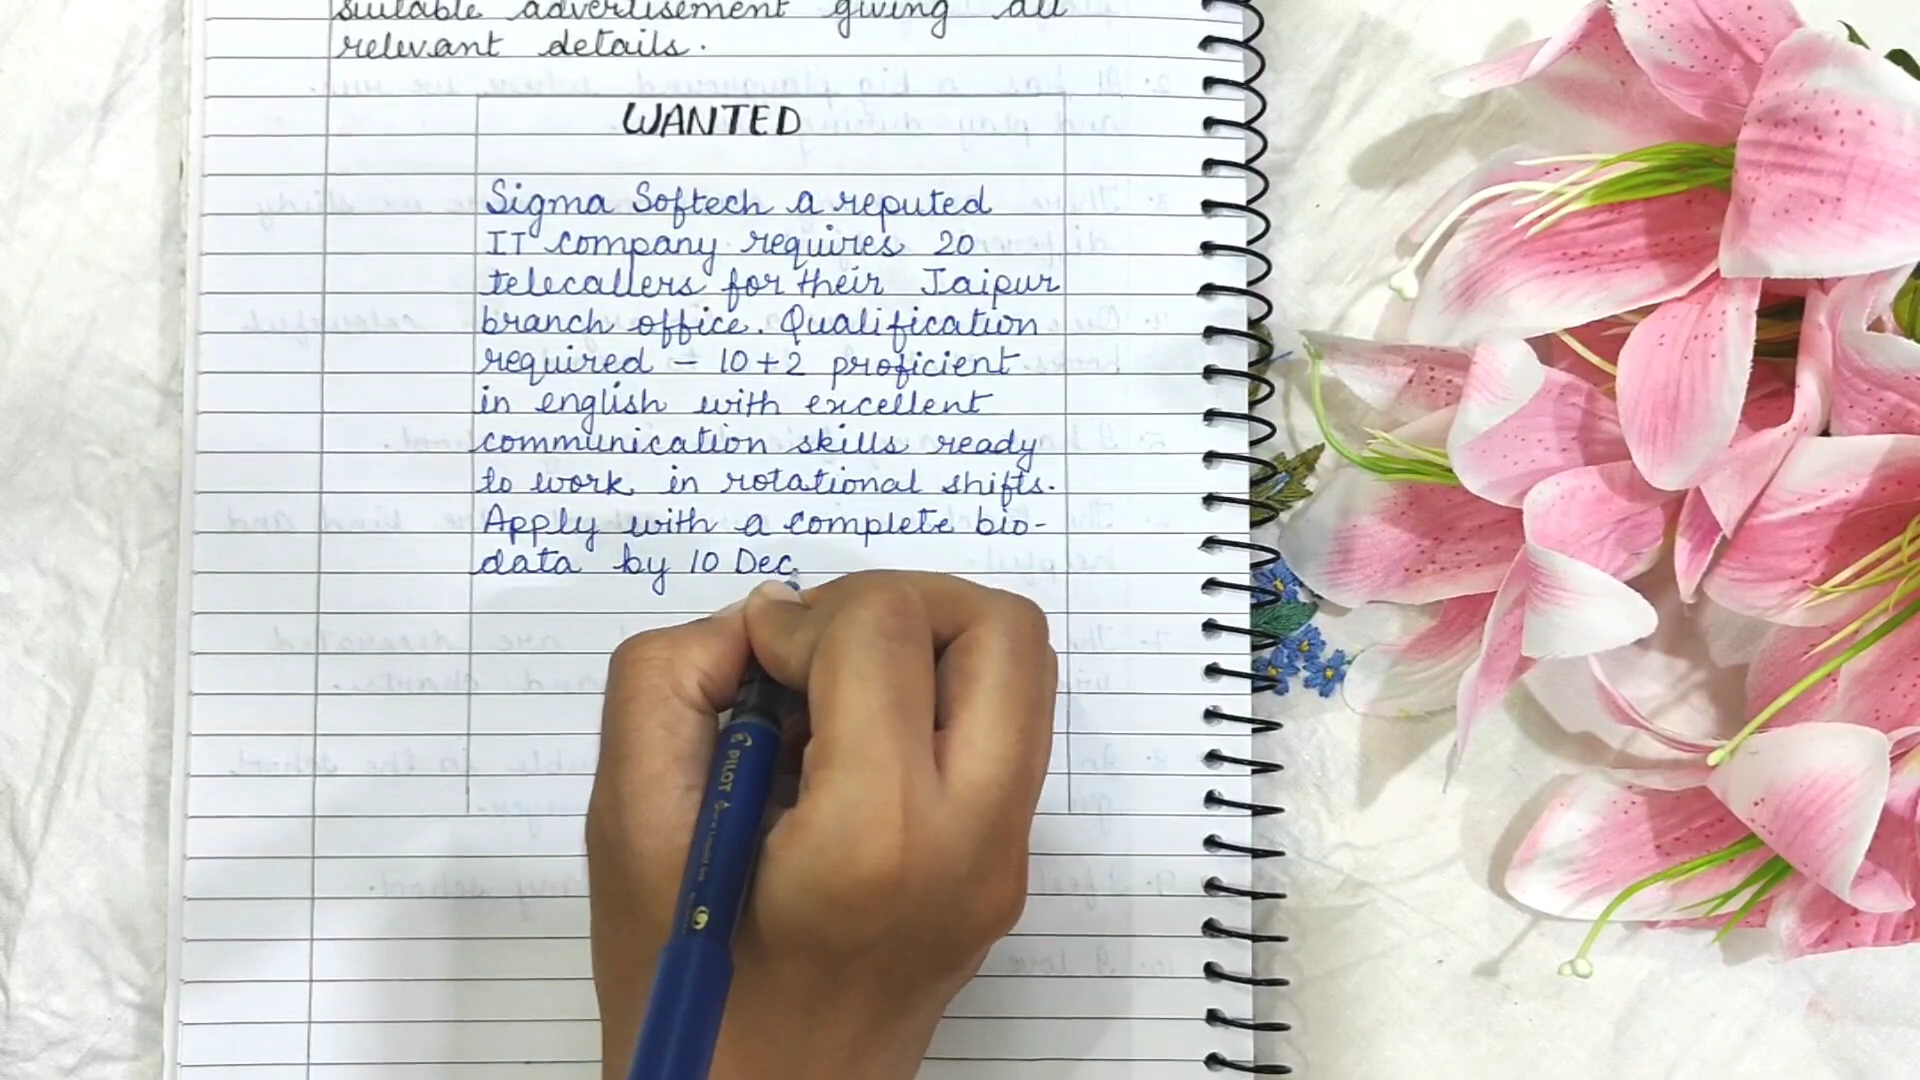 suitable advertisement giving all
relevant details.
WANTED
Sigma Softech a reputed
IT company requires 20
telecallers for their Jaipur
branch office. Qualification
required - 10+2 proficient
in english with excellent
communication skills ready
to work in rotational shifts.
Apply with a complete bio-
data by 10 Dec
PILOT